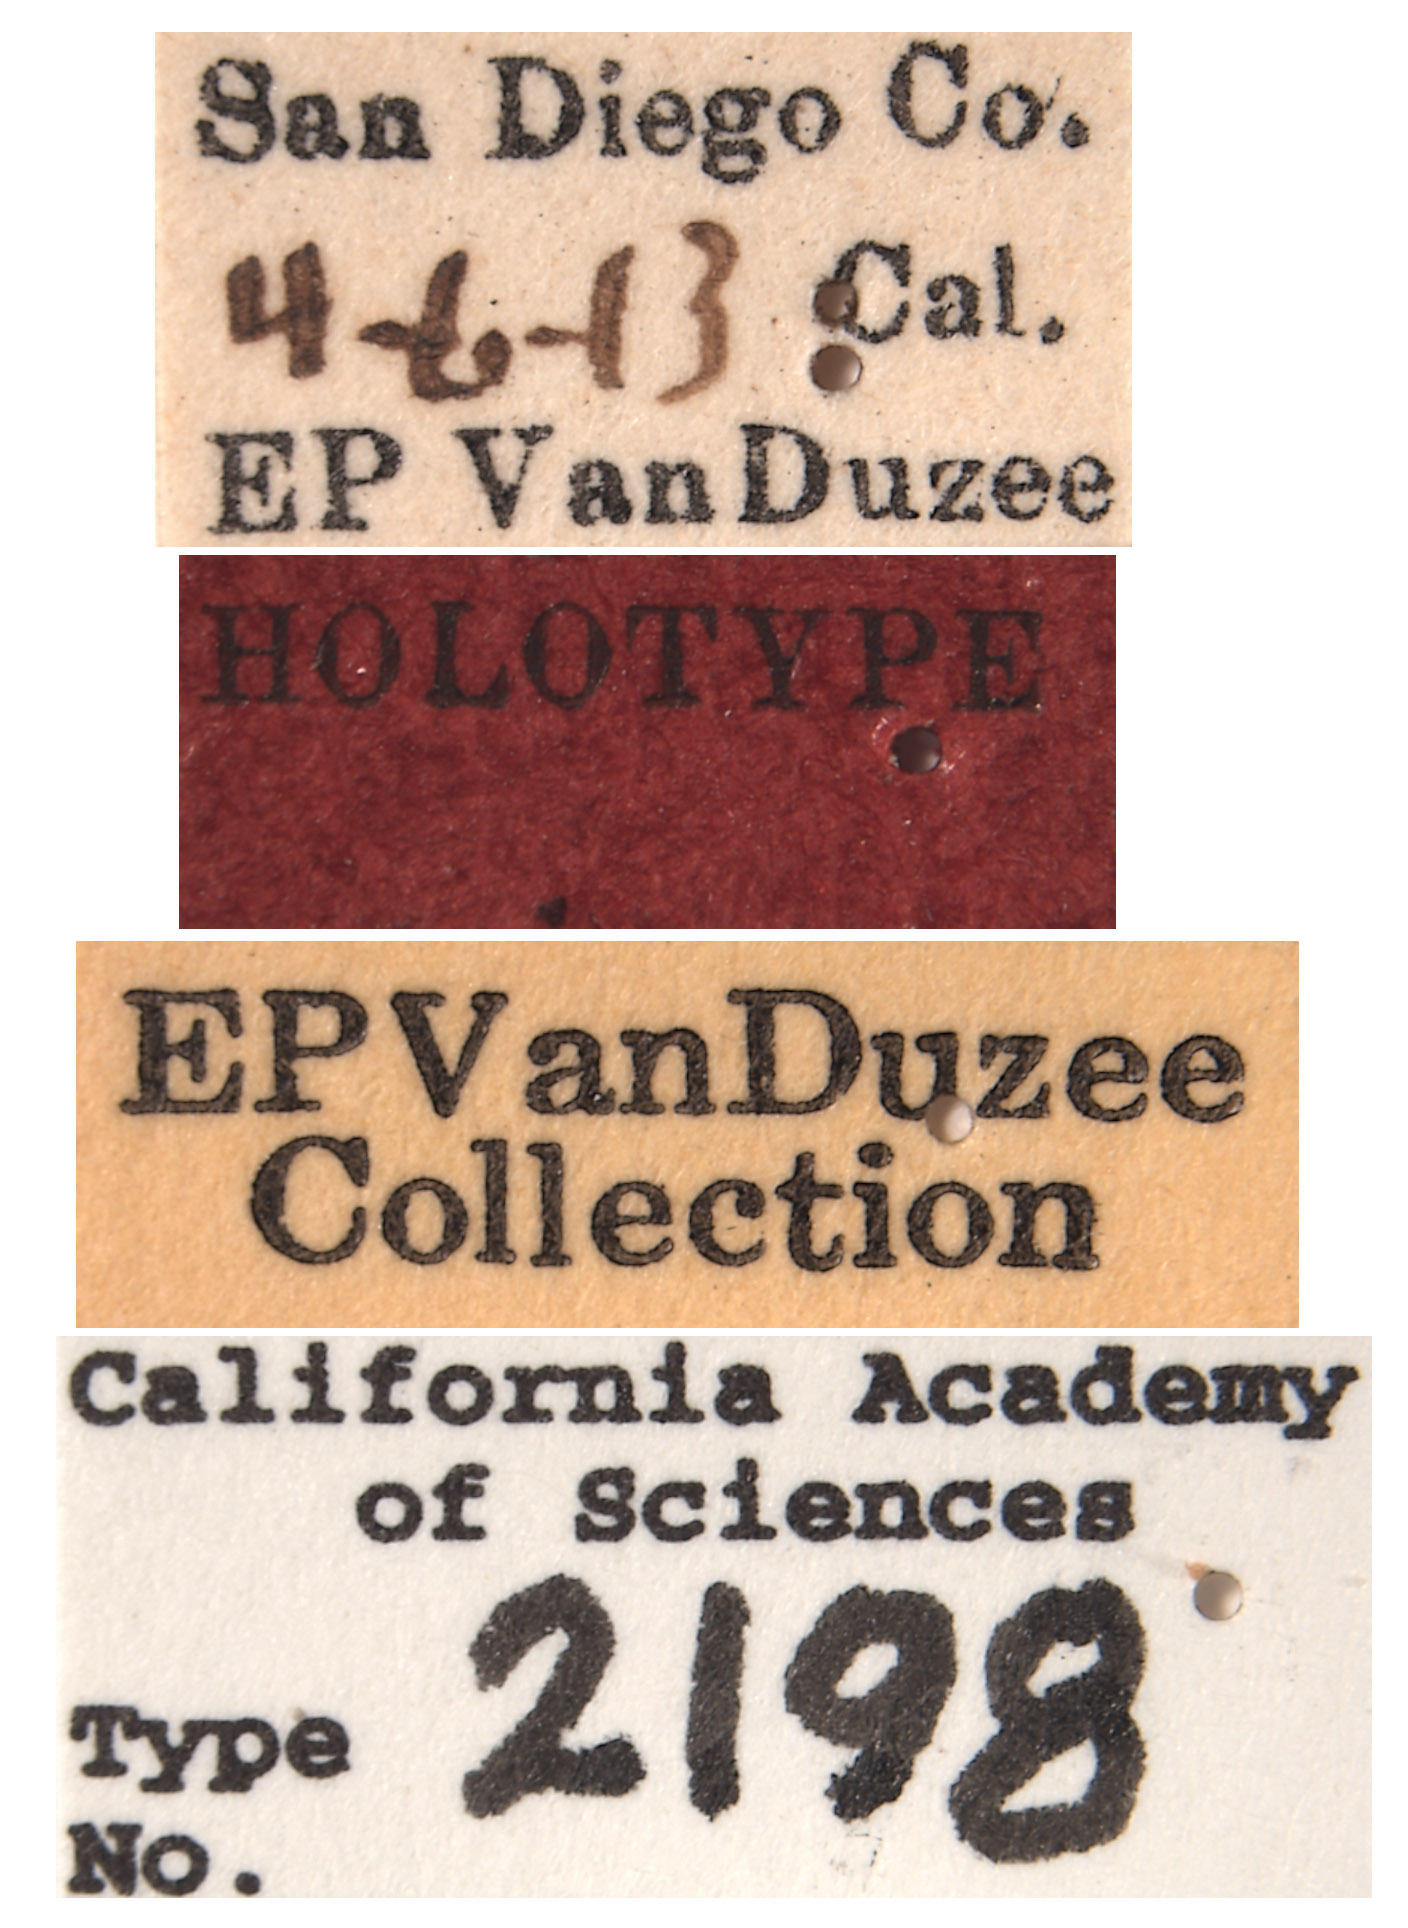 San Diego Co.
4-6-13 Cal.
EP VanDuzee
HOLOTYPE
EPVanDuzee
Collection
California Academy
of Sciences
Type 2198
No.